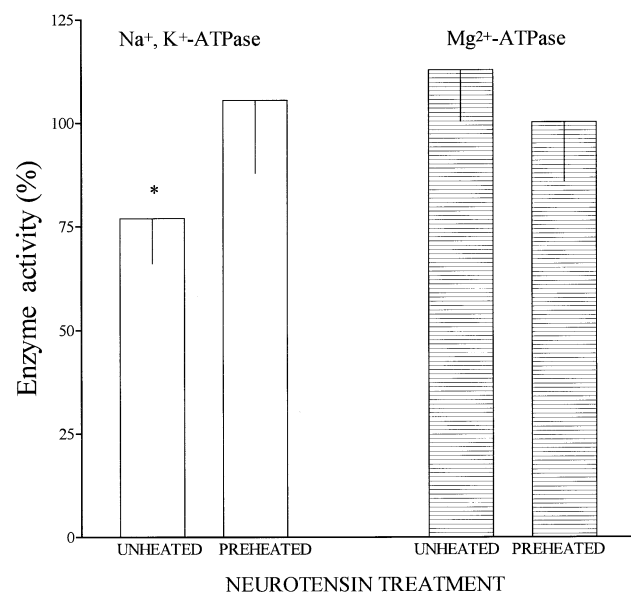 125
Na⁺, K⁺-ATPase Mg²⁺-ATPase
100
*
75
50
25
0
Enzyme activity (%)
UNHEATED PREHEATED UNHEATED PREHEATED
NEUROTENSIN TREATMENT